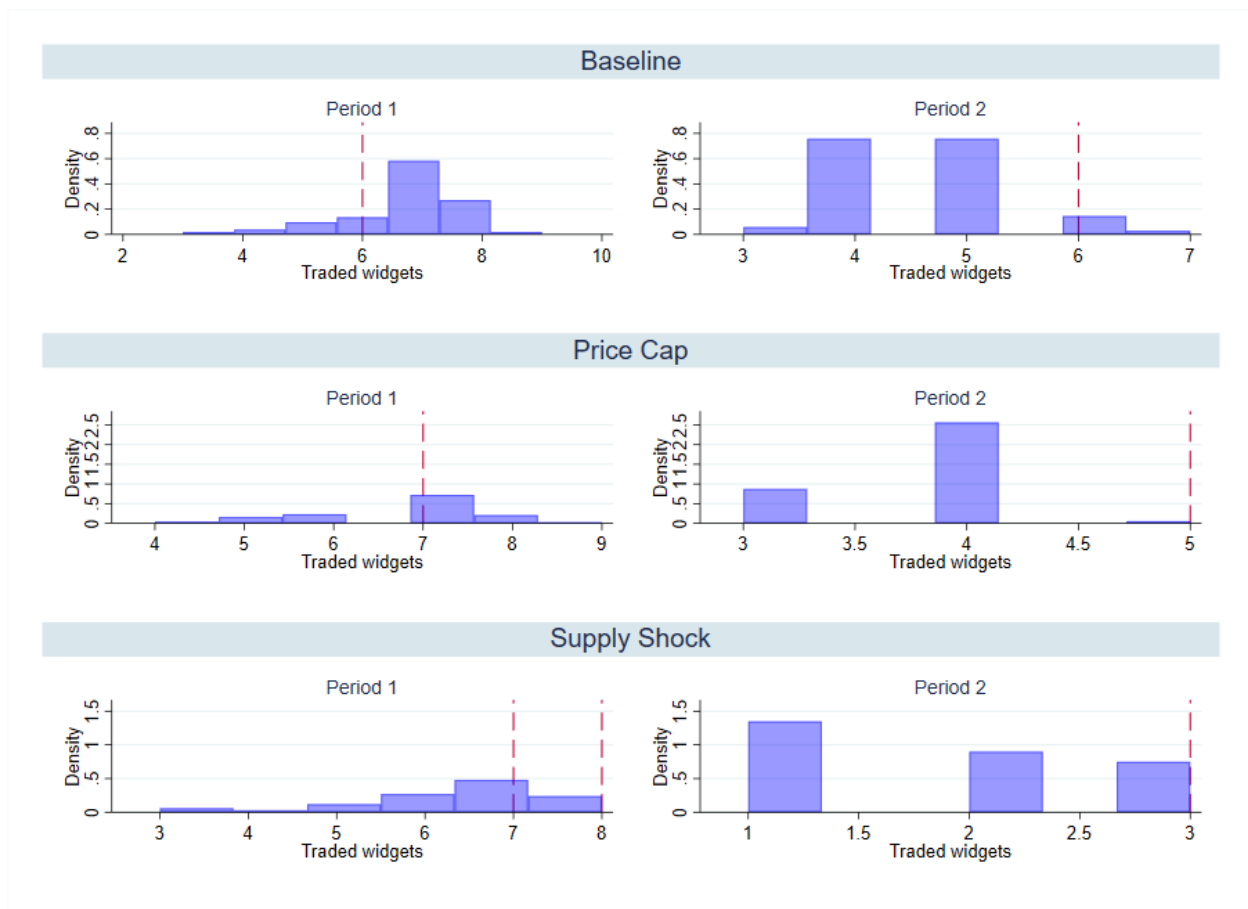 Baseline
Period 1
Density
0 .2 .4 .6 .8
2 4 6 8 10
Traded widgets
Period 2
Density
0 .2 .4 .6 .8
3 4 5 6 7
Traded widgets
Price Cap
Period 1
Density
0 .5 1 1.5 2 2.5
4 5 6 7 8 9
Traded widgets
Period 2
Density
0 .5 1 1.5 2 2.5
3 3.5 4 4.5 5
Traded widgets
Supply Shock
Period 1
Density
0 .5 1 1.5
3 4 5 6 7 8
Traded widgets
Period 2
Density
0 .5 1 1.5
1 1.5 2 2.5 3
Traded widgets